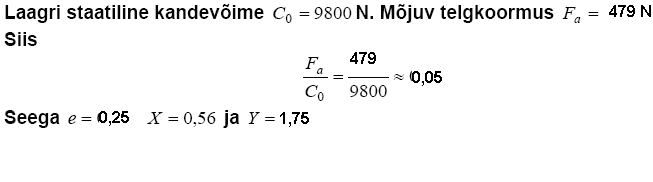 Laagri staatiline kandevõime C₀ = 9800 N. Mõjuv telgkoormus Fₐ = 479 N
Siis
Fₐ/C₀ = 479/9800 ≈ 0,05
Seega e = 0,25 X = 0,56 ja Y = 1,75